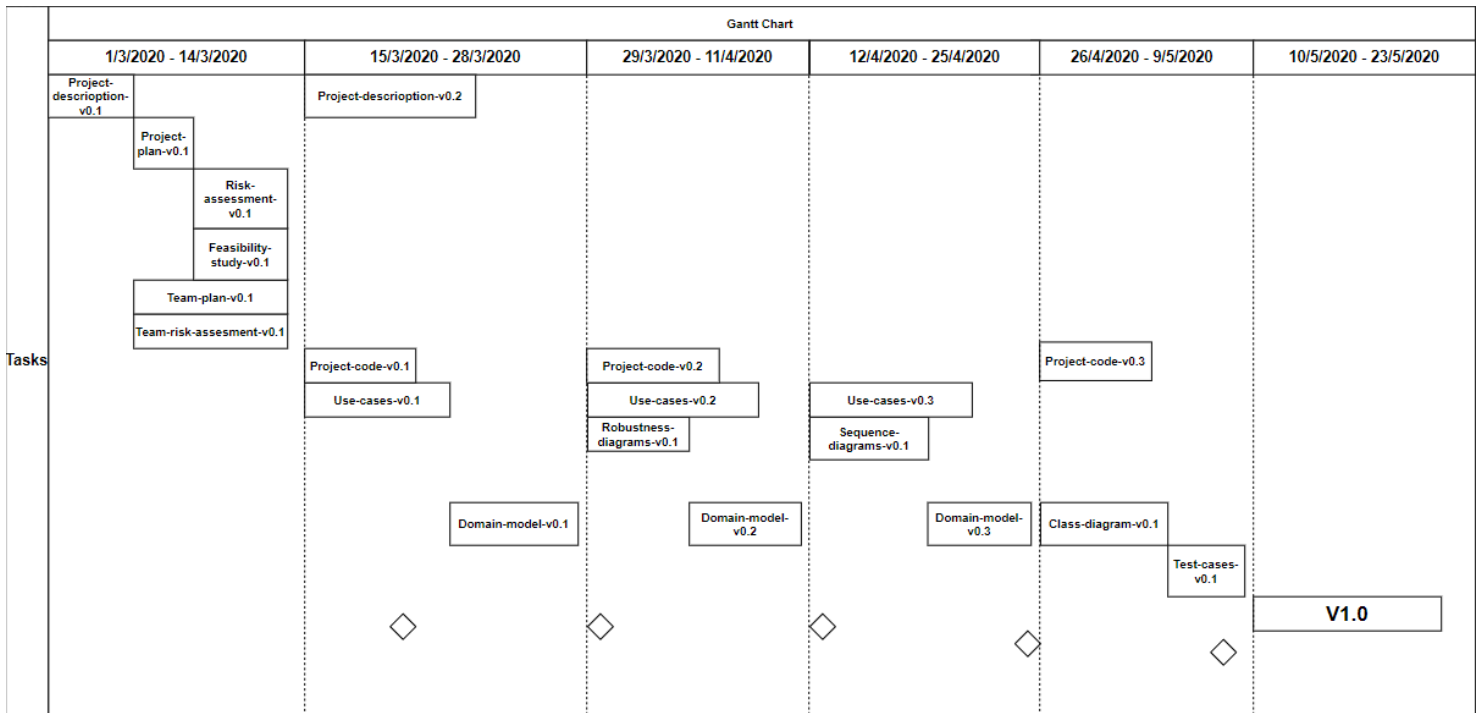 Gantt Chart
1/3/2020 - 14/3/2020
15/3/2020 - 28/3/2020
29/3/2020 - 11/4/2020
12/4/2020 - 25/4/2020
26/4/2020 - 9/5/2020
10/5/2020 - 23/5/2020
Project-
descrioption-
v0.1
Project-descrioption-v0.2
Project-
plan-v0.1
Risk-
assessment-
v0.1
Feasibility-
study-v0.1
Team-plan-v0.1
Team-risk-assesment-v0.1
Tasks
Project-code-v0.1
Project-code-v0.2
Project-code-v0.3
Use-cases-v0.1
Use-cases-v0.2
Use-cases-v0.3
Robustness-
diagrams-v0.1
Sequence-
diagrams-v0.1
Domain-model-v0.1
Domain-model-
v0.2
Domain-model-
v0.3
Class-diagram-v0.1
Test-cases-
v0.1
V1.0